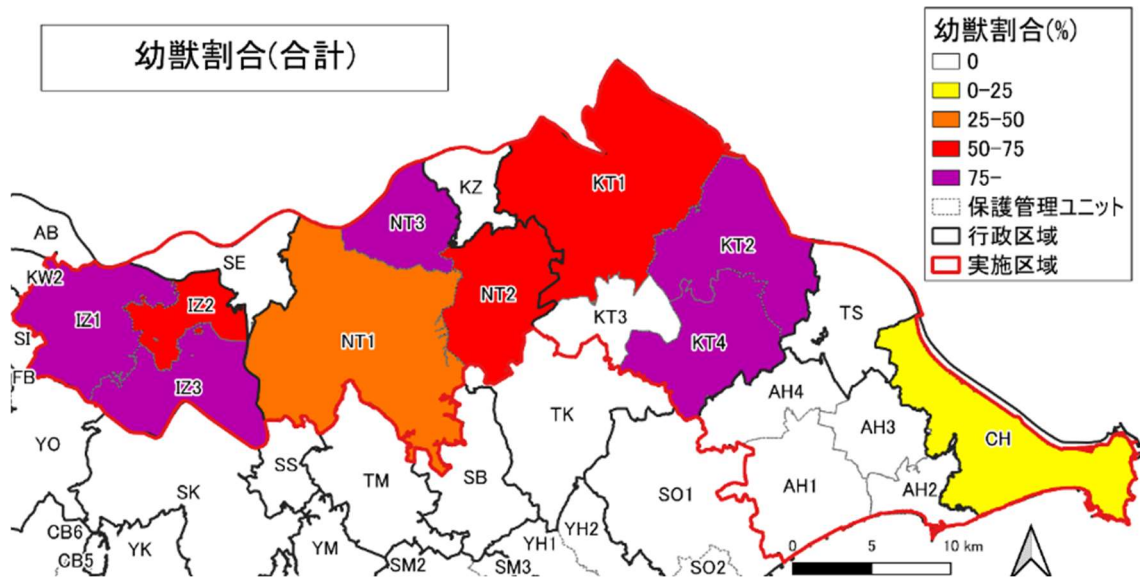 幼獣割合(合計)
幼獣割合(%)
0
0-25
25-50
50-75
75-
保護管理ユニット
行政区域
実施区域
KZ
KT1
NT3
AB
SE
KT2
KW2
IZ2
NT2
IZ1
TS
SI
KT3
NT1
KT4
FB
IZ3
AH4
TK
AH3
YO
CH
SS
TM
SB
SK
SO1
AH1
AH2
CB6
YH2
CB5
YK
YM
YH1
SM2
SM3
SO2
0 5 10 km